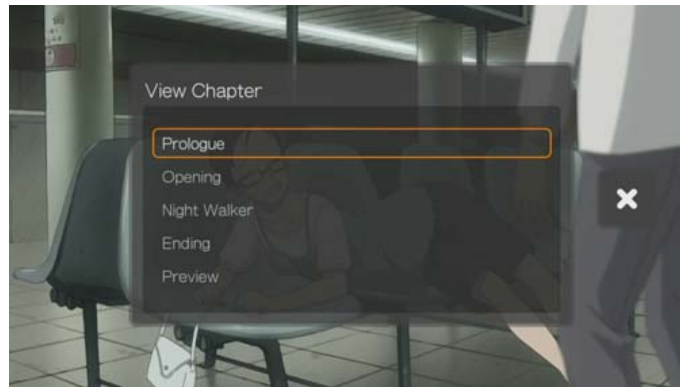 View Chapter
Prologue
Opening
Night Walker
Ending
Preview